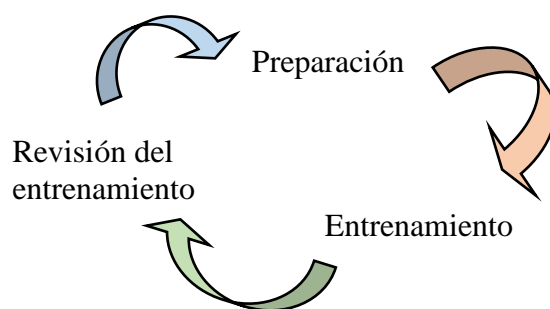 Preparación
Revisión del
entrenamiento
Entrenamiento